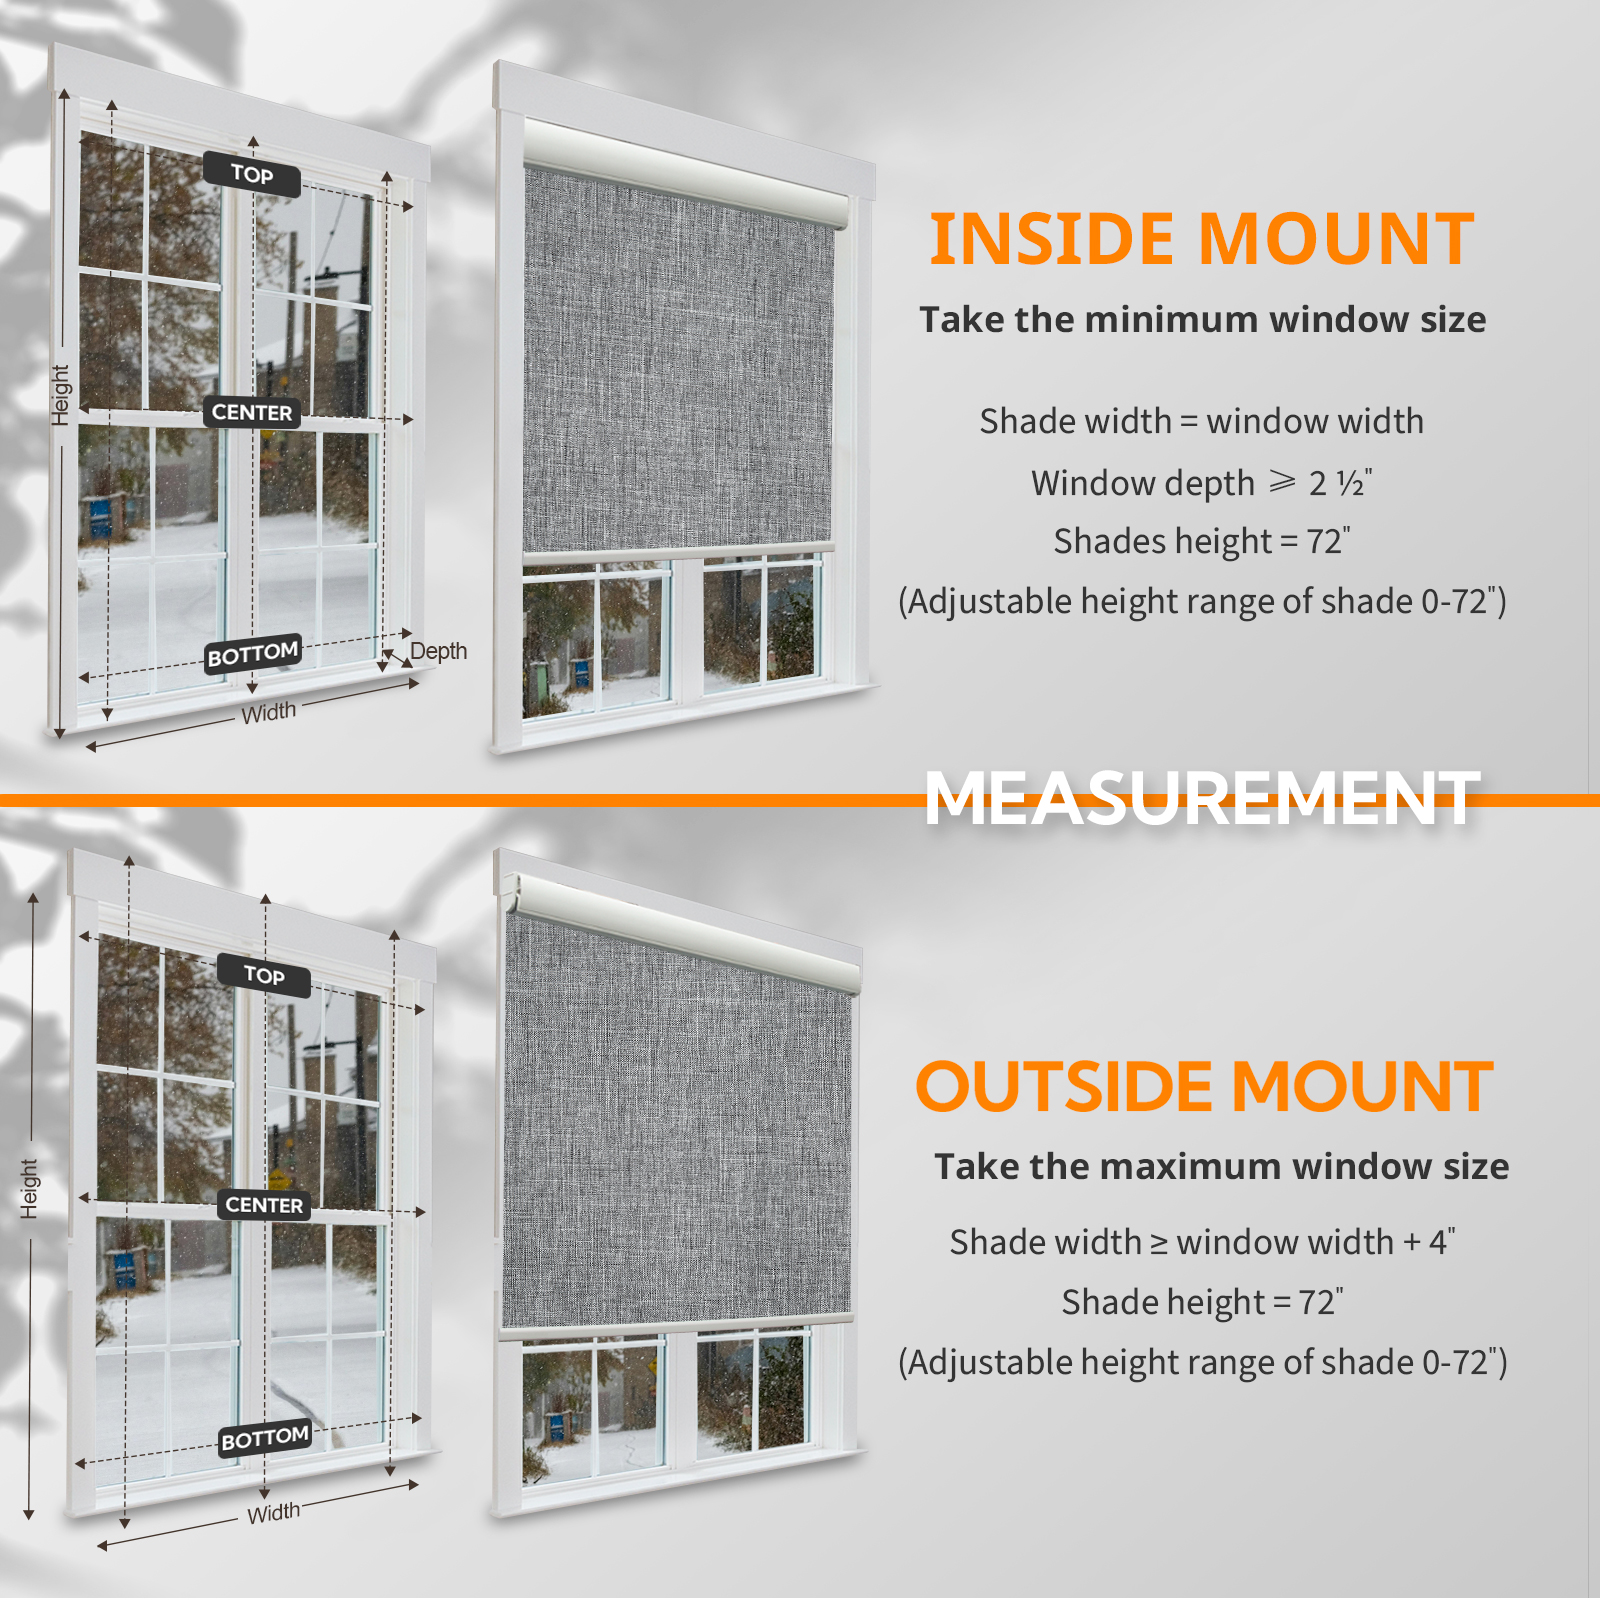 TOP
CENTER
BOTTOM
Height
Width
Depth
INSIDE MOUNT
Take the minimum window size
Shade width = window width
Window depth ⩾ 2 ½"
Shades height = 72"
(Adjustable height range of shade 0-72")
MEASUREMENT
TOP
CENTER
BOTTOM
Height
Width
OUTSIDE MOUNT
Take the maximum window size
Shade width ≥ window width + 4"
Shade height = 72"
(Adjustable height range of shade 0-72")